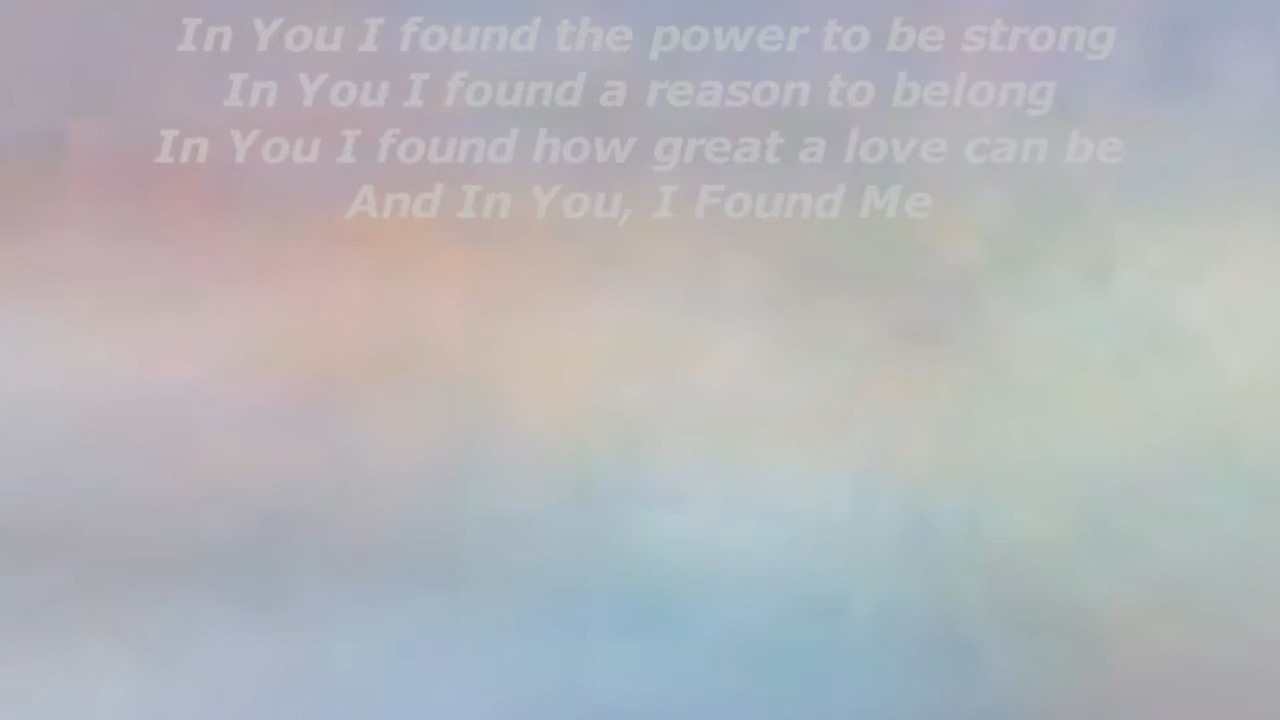 In You I found the power to be strong
In You I found a reason to belong
In You I found how great a love can be
And In You, I Found Me